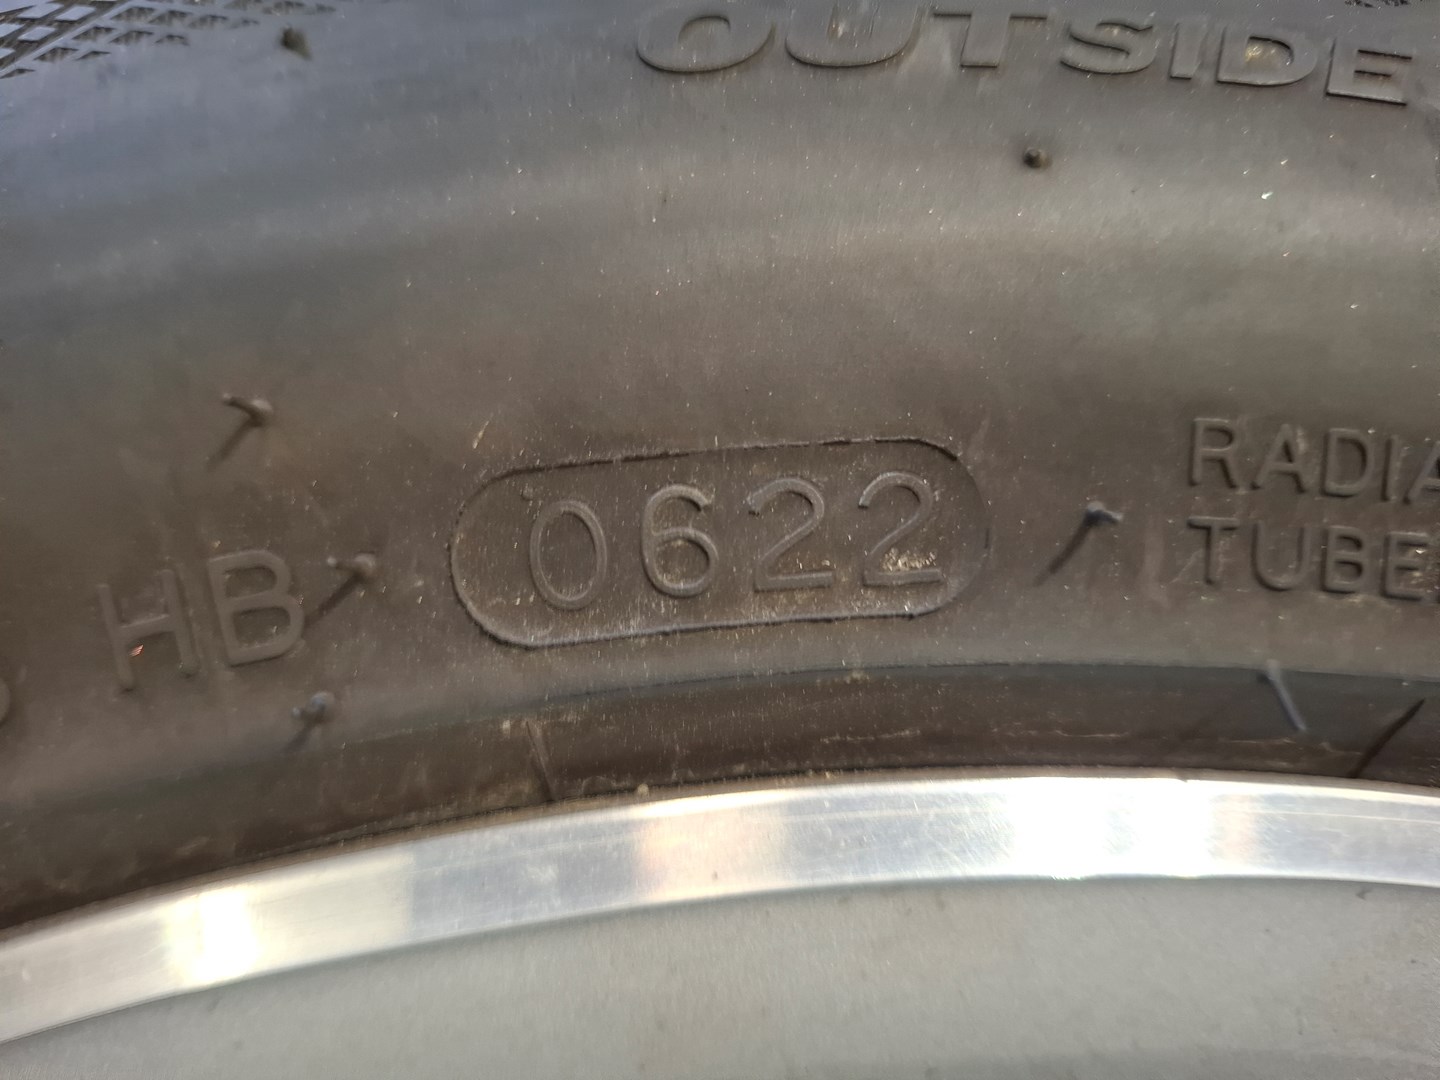 OUTSIDE
HB 0622
RADIA
TUBE